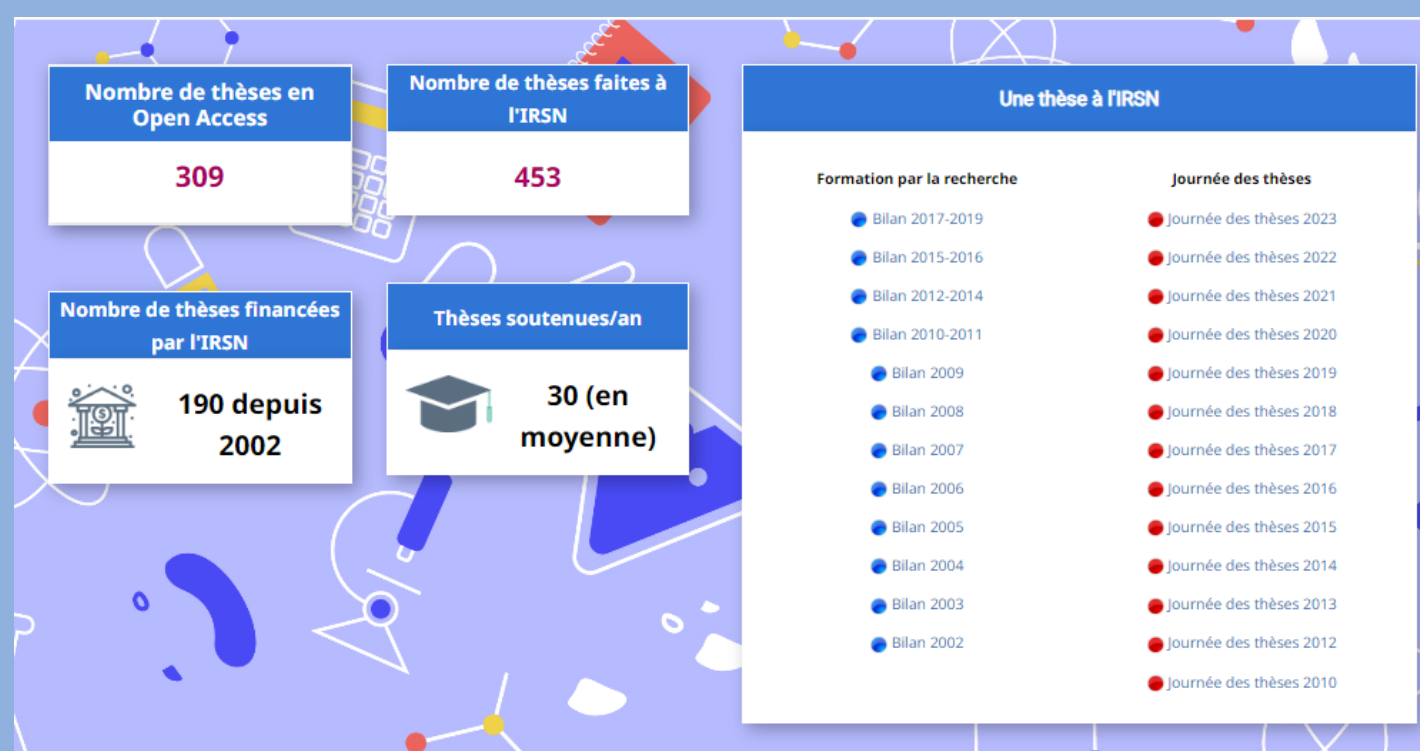 Nombre de thèses en
Open Access
309
Nombre de thèses faites à
l'IRSN
453
Nombre de thèses financées
par l'IRSN
190 depuis
2002
Thèses soutenues/an
30 (en
moyenne)
Une thèse à l'IRSN
Formation par la recherche
Bilan 2017-2019
Bilan 2015-2016
Bilan 2012-2014
Bilan 2010-2011
Bilan 2009
Bilan 2008
Bilan 2007
Bilan 2006
Bilan 2005
Bilan 2004
Bilan 2003
Bilan 2002
Journée des thèses
Journée des thèses 2023
Journée des thèses 2022
Journée des thèses 2021
Journée des thèses 2020
Journée des thèses 2019
Journée des thèses 2018
Journée des thèses 2017
Journée des thèses 2016
Journée des thèses 2015
Journée des thèses 2014
Journée des thèses 2013
Journée des thèses 2012
Journée des thèses 2010